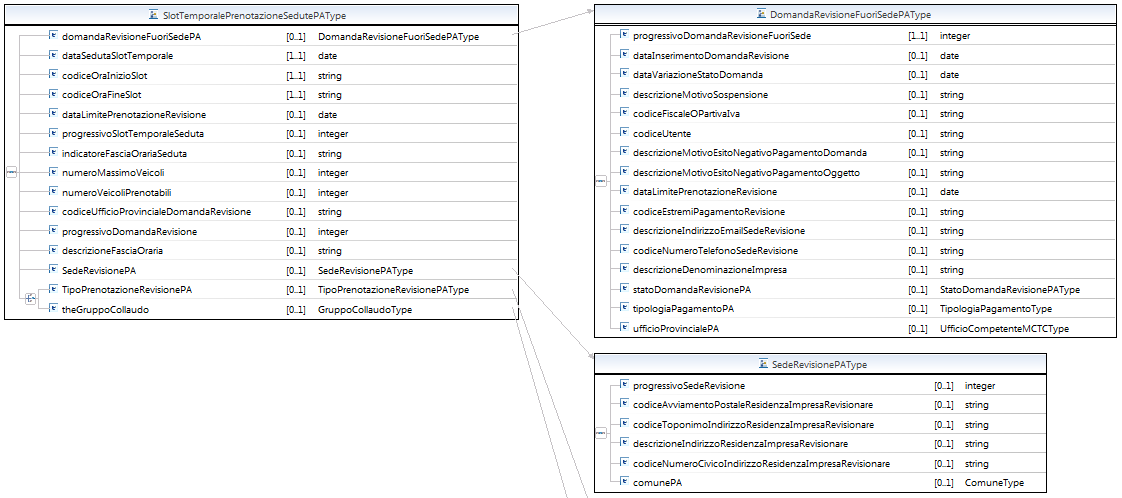 SlotTemporalePrenotazioneSedutePAType
domandaRevisioneFuoriSedePA [0..1] DomandaRevisioneFuoriSedePAType
dataSedutaSlotTemporale [1..1] date
codiceOraInizioSlot [1..1] string
codiceOraFineSlot [1..1] string
dataLimitePrenotazioneRevisione [0..1] date
progressivoSlotTemporaleSeduta [0..1] integer
indicatoreFasciaOrariaSeduta [0..1] string
numeroMassimoVeicoli [0..1] integer
numeroVeicoliPrenotabili [0..1] integer
codiceUfficioProvincialeDomandaRevisione [0..1] string
progressivoDomandaRevisione [0..1] integer
descrizioneFasciaOraria [0..1] string
SedeRevisionePA [0..1] SedeRevisionePAType
TipoPrenotazioneRevisionePA [0..1] TipoPrenotazioneRevisionePAType
theGruppoCollaudo [0..1] GruppoCollaudoType
DomandaRevisioneFuoriSedePAType
progressivoDomandaRevisioneFuoriSede [1..1] integer
dataInserimentoDomandaRevisione [0..1] date
dataVariazioneStatoDomanda [0..1] date
descrizioneMotivoSospensione [0..1] string
codiceFiscaleOPartivaIva [0..1] string
codiceUtente [0..1] string
descrizioneMotivoEsitoNegativoPagamentoDomanda [0..1] string
descrizioneMotivoEsitoNegativoPagamentoOggetto [0..1] string
dataLimitePrenotazioneRevisione [0..1] date
codiceEstremiPagamentoRevisione [0..1] string
descrizioneIndirizzoEmailSedeRevisione [0..1] string
codiceNumeroTelefonoSedeRevisione [0..1] string
descrizioneDenominazioneImpresa [0..1] string
statoDomandaRevisionePA [0..1] StatoDomandaRevisionePAType
tipologiaPagamentoPA [0..1] TipologiaPagamentoType
ufficioProvincialePA [0..1] UfficioCompetenteMCTCType
SedeRevisionePAType
progressivoSedeRevisione [0..1] integer
codiceAvviamentoPostaleResidenzaImpresaRevisionare [0..1] string
codiceToponimoIndirizzoResidenzaImpresaRevisionare [0..1] string
descrizioneIndirizzoResidenzaImpresaRevisionare [0..1] string
codiceNumeroCivicoIndirizzoResidenzaImpresaRevisionare [0..1] string
comunePA [0..1] ComuneType